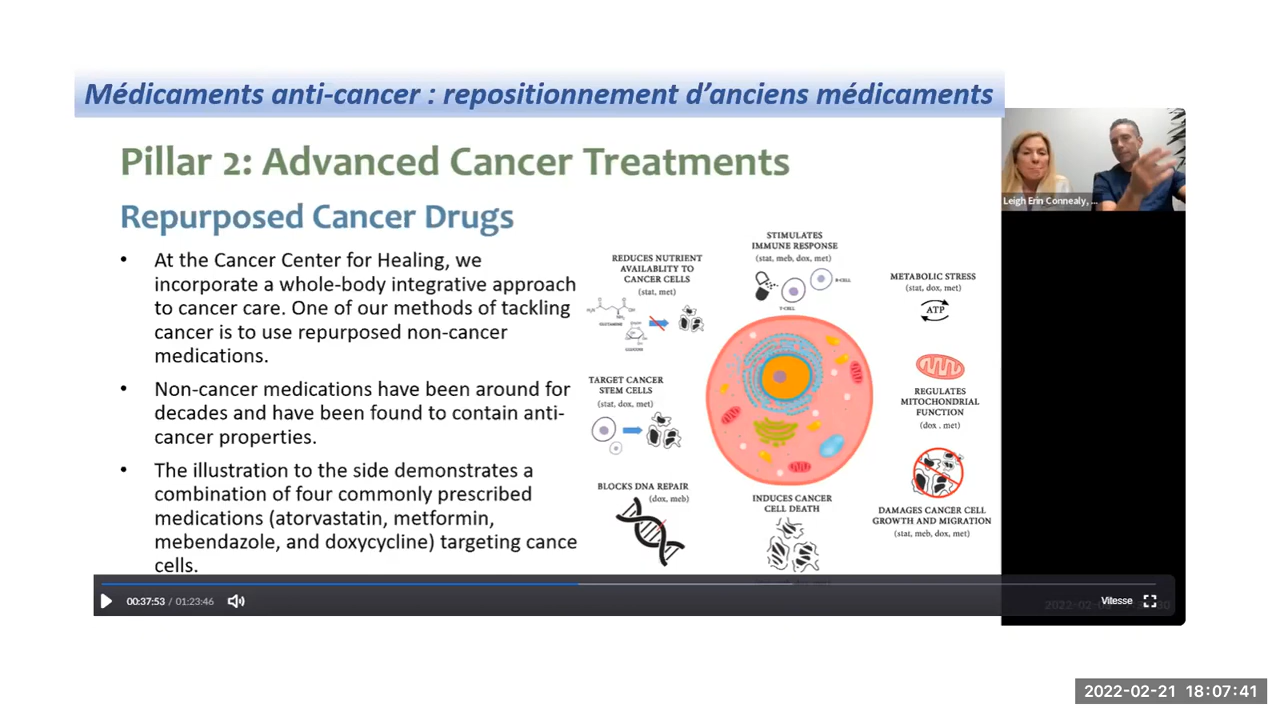 Médicaments anti-cancer : repositionnement d’anciens médicaments
Pillar 2: Advanced Cancer Treatments
Repurposed Cancer Drugs
• At the Cancer Center for Healing, we
incorporate a whole-body integrative approach
to cancer care. One of our methods of tackling
cancer is to use repurposed non-cancer
medications.
• Non-cancer medications have been around for
decades and have been found to contain anti-
cancer properties.
• The illustration to the side demonstrates a
combination of four commonly prescribed
medications (atorvastatin, metformin,
mebendazole, and doxycycline) targeting cance
cells.
REDUCES NUTRIENT
AVAILABLITY TO
CANCER CELLS
(stat, met)
GLUTAMINE
GLUCOSE
TARGET CANCER
STEM CELLS
(stat, dox, met)
BLOCKS DNA REPAIR
(dox, meb)
STIMULATES
IMMUNE RESPONSE
(stat, meb, dox, met)
B-CELL
T-CELL
INDUCES CANCER
CELL DEATH
METABOLIC STRESS
(stat, dox, met)
ATP
REGULATES
MITOCHONDRIAL
FUNCTION
(dox . met)
DAMAGES CANCER CELL
GROWTH AND MIGRATION
(stat, meb, dox, met)
Leigh Erin Connealy, ...
00:37:53 / 01:23:46
Vitesse
2022-02-21 18:07:41